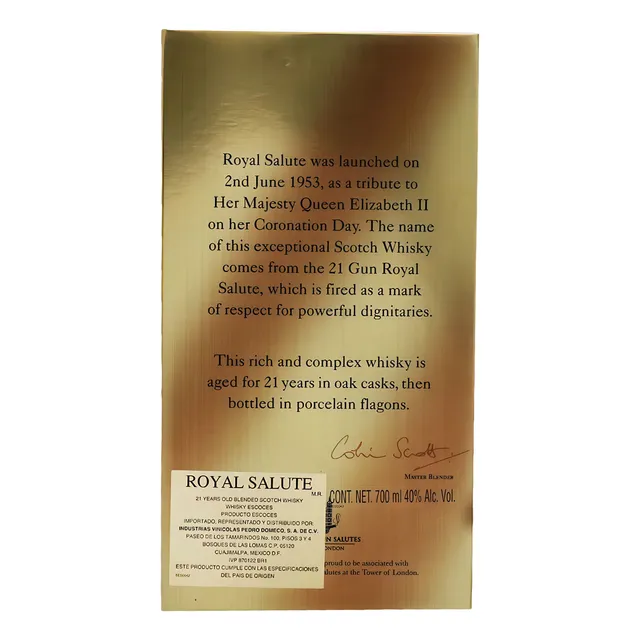 Royal Salute was launched on
2nd June 1953, as a tribute to
Her Majesty Queen Elizabeth II
on her Coronation Day. The name
of this exceptional Scotch Whisky
comes from the 21 Gun Royal
Salute, which is fired as a mark
of respect for powerful dignitaries.
This rich and complex whisky is
aged for 21 years in oak casks, then
bottled in porcelain flagons.
Colin Scott
MASTER BLENDER
ROYAL SALUTE M.R.
21 YEARS OLD BLENDED SCOTCH WHISKY
WHISKY ESCOCES
PRODUCTO ESCOCES
IMPORTADO, REPRESENTADO Y DISTRIBUIDO POR:
INDUSTRIAS VINICOLAS PEDRO DOMECQ, S. A. DE C.V.
PASEO DE LOS TAMARINDOS No. 100, PISOS 3 Y 4
BOSQUES DE LAS LOMAS C.P. 05120
CUAJIMALPA, MEXICO D.F.
ESTE PRODUCTO CUMPLE CON LAS ESPECIFICACIONES
DEL PAIS DE ORIGEN
CONT. NET. 700 ml 40% Alc. Vol.
N SALUTES
ONDON
proud to be associated with
alutes at the Tower of London.